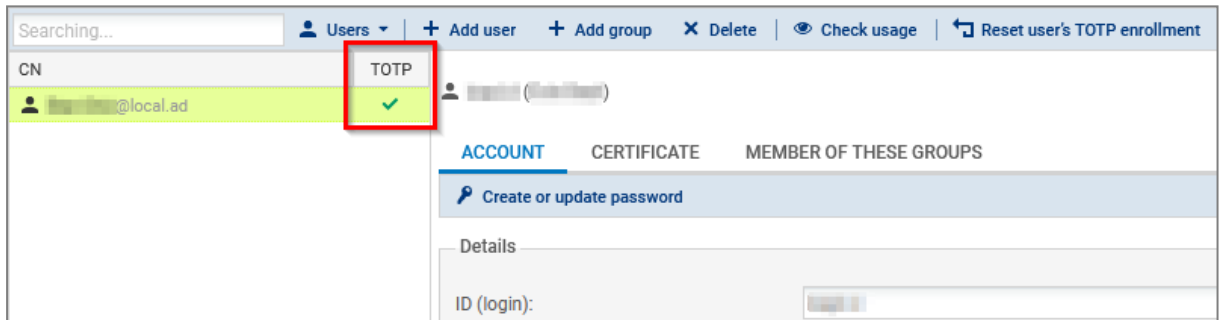 Searching... Users Add user Add group Delete Check usage Reset user's TOTP enrollment
CN TOTP
@local.ad
( )
ACCOUNT CERTIFICATE MEMBER OF THESE GROUPS
Create or update password
Details
ID (login):